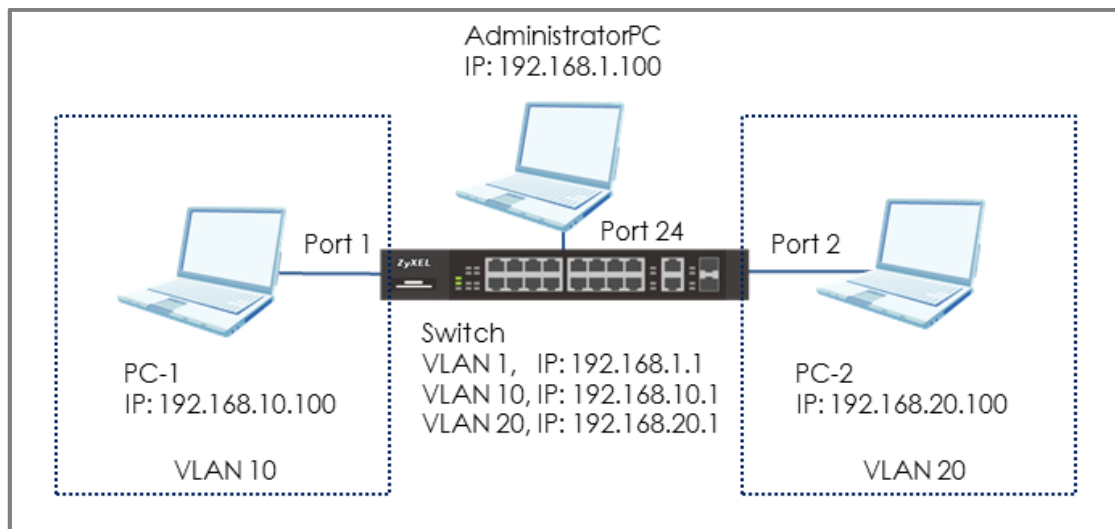 AdministratorPC
IP: 192.168.1.100
Port 1
Port 24
Port 2
ZyXEL
PC-1
IP: 192.168.10.100
VLAN 10
Switch
VLAN 1, IP: 192.168.1.1
VLAN 10, IP: 192.168.10.1
VLAN 20, IP: 192.168.20.1
PC-2
IP: 192.168.20.100
VLAN 20